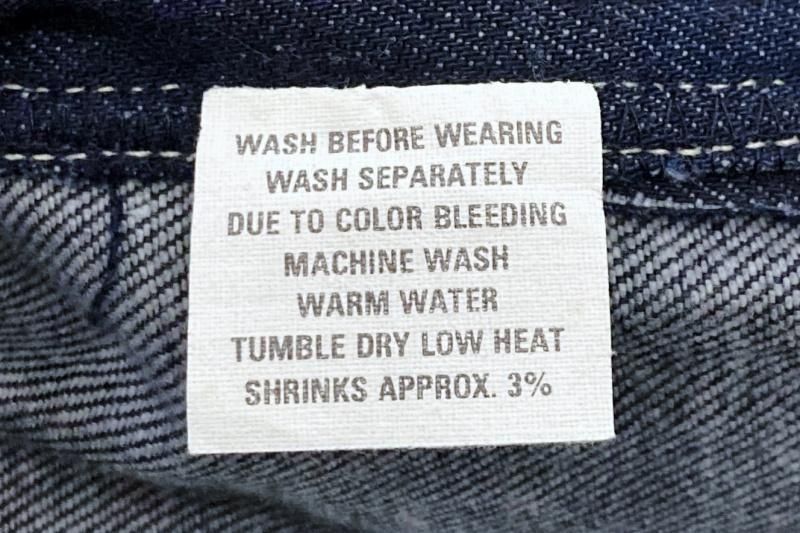 WASH BEFORE WEARING
WASH SEPARATELY
DUE TO COLOR BLEEDING
MACHINE WASH
WARM WATER
TUMBLE DRY LOW HEAT
SHRINKS APPROX. 3%